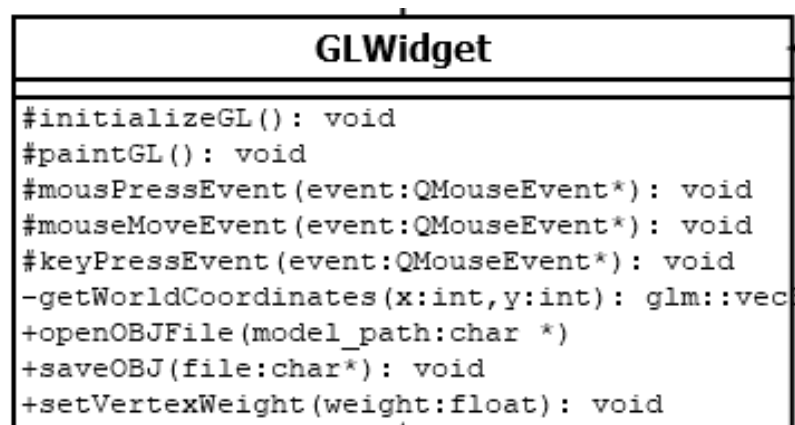 GLWidget
#initializeGL(): void
#paintGL(): void
#mousPressEvent(event:QMouseEvent*): void
#mouseMoveEvent(event:QMouseEvent*): void
#keyPressEvent(event:QMouseEvent*): void
-getWorldCoordinates(x:int,y:int): glm::vec
+openOBJFile(model_path:char *)
+saveOBJ(file:char*): void
+setVertexWeight(weight:float): void